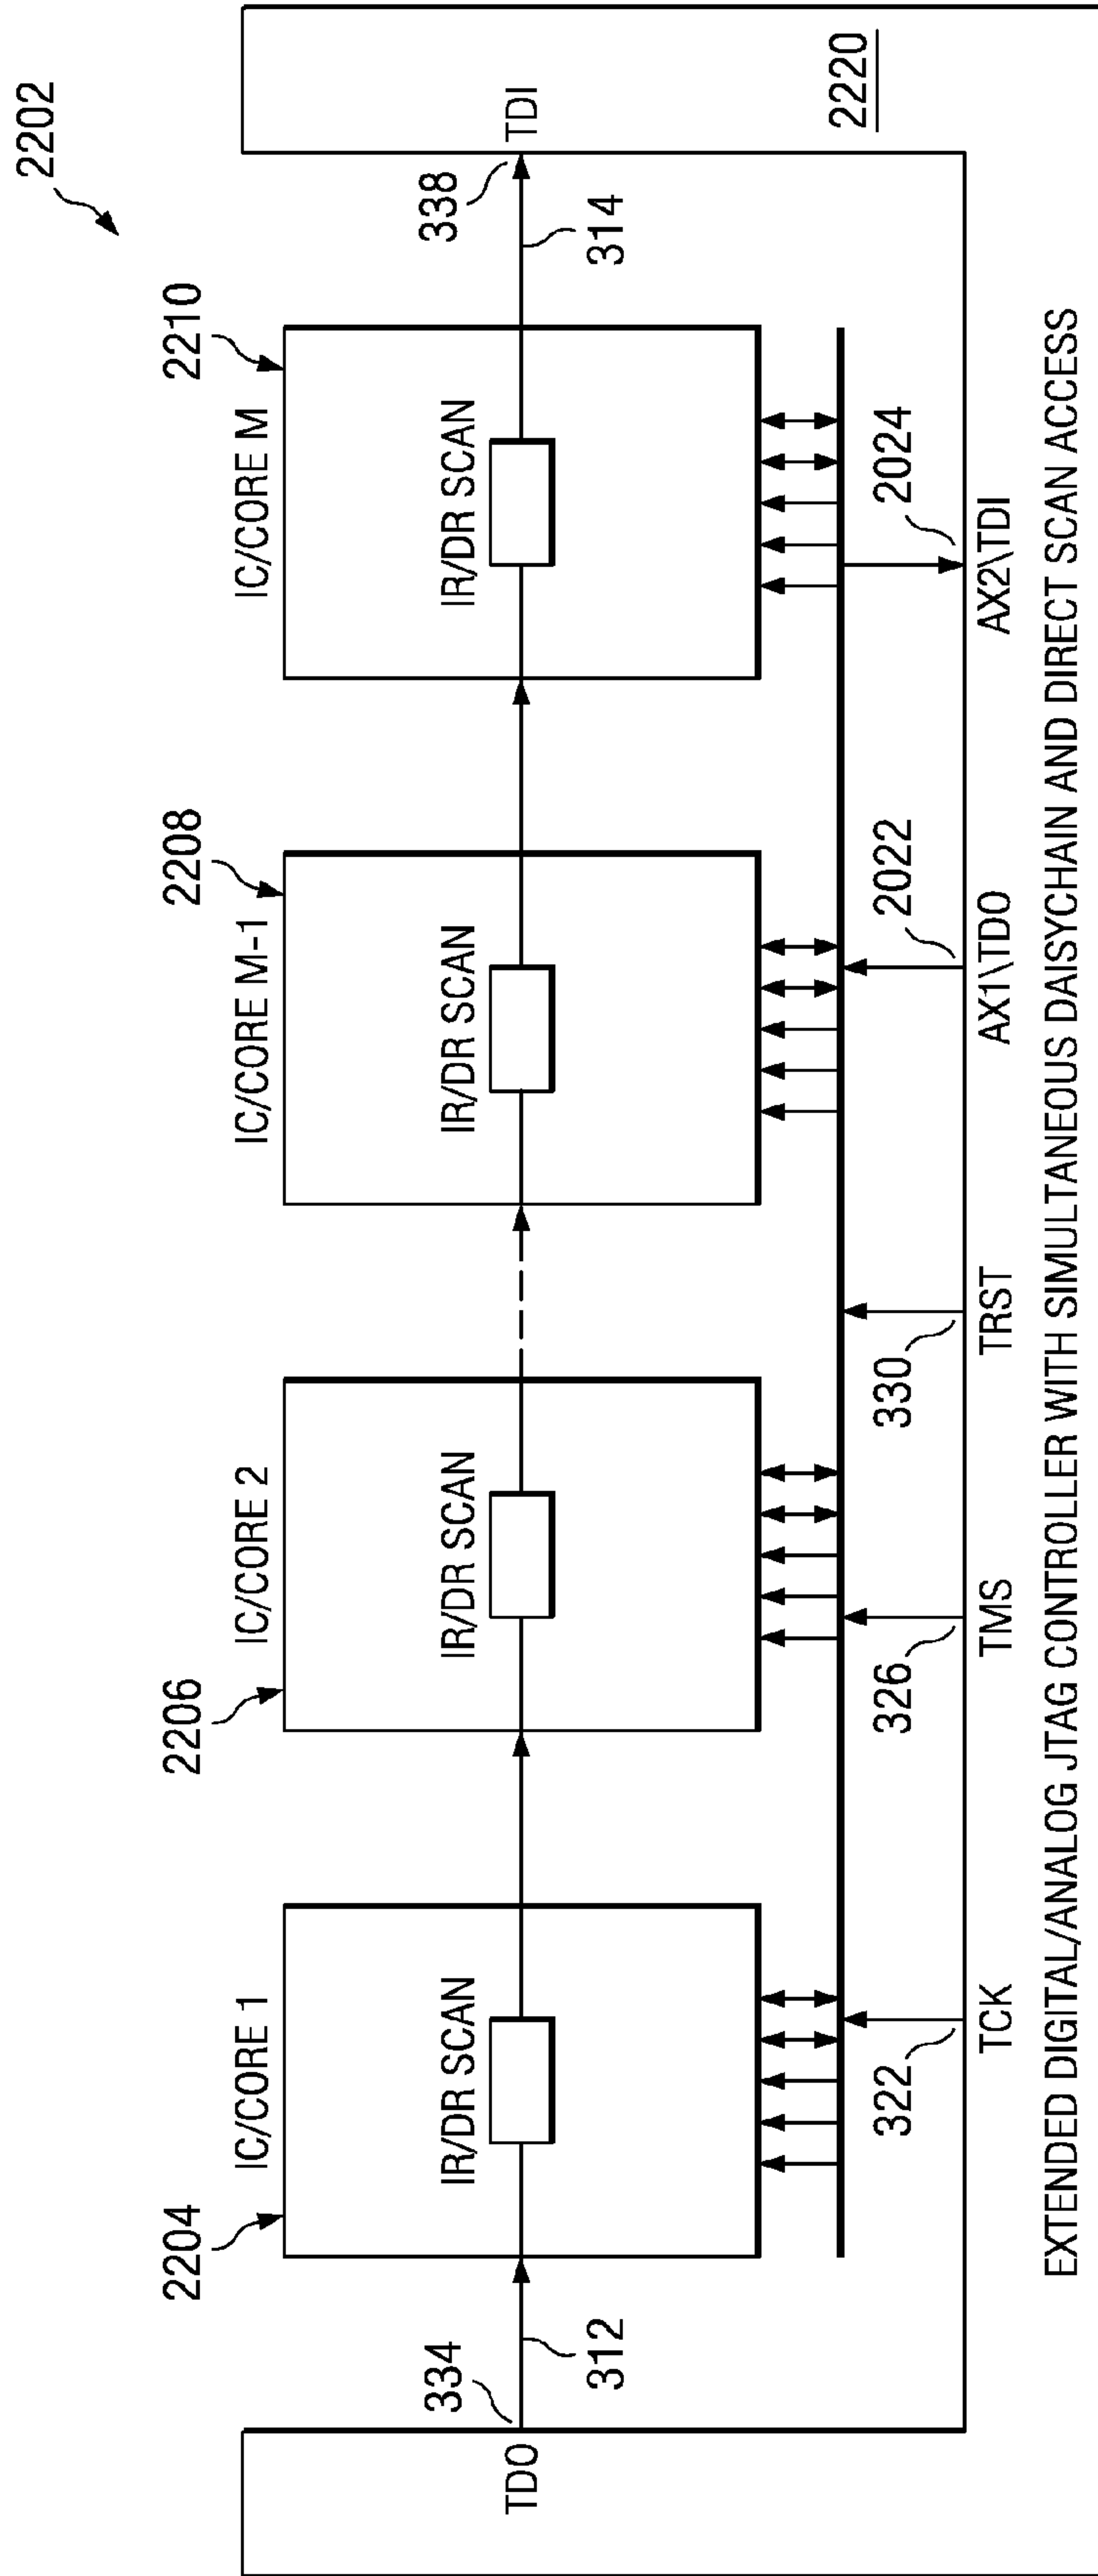 2202
2204
IC/CORE 1
2206
IC/CORE 2
2208
IC/CORE M-1
2210
IC/CORE M
IR/DR SCAN
IR/DR SCAN
IR/DR SCAN
IR/DR SCAN
334
TDO
312
338
TDI
314
322
326
330
2022
2024
2220
TCK
TMS
TRST
AX1\TDO
AX2\TDI
EXTENDED DIGITAL/ANALOG JTAG CONTROLLER WITH SIMULTANEOUS DAISYCHAIN AND DIRECT SCAN ACCESS